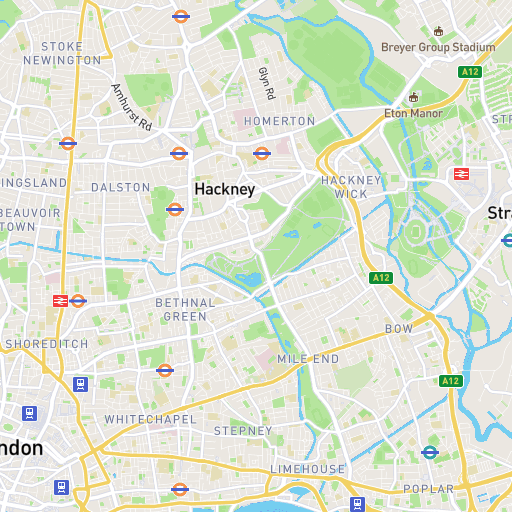 STOKE
NEWINGTON
Breyer Group Stadium
A12
Glyn Rd
Amhurst Rd
Eton Manor
HOMERTON
STR
INGSLAND
DALSTON
Hackney
HACKNEY
WICK
BEAUVOIR
TOWN
Stra
A12
BETHNAL
GREEN
BOW
SHOREDITCH
MILE END
A12
WHITECHAPEL
STEPNEY
ndon
LIMEHOUSE
POPLAR